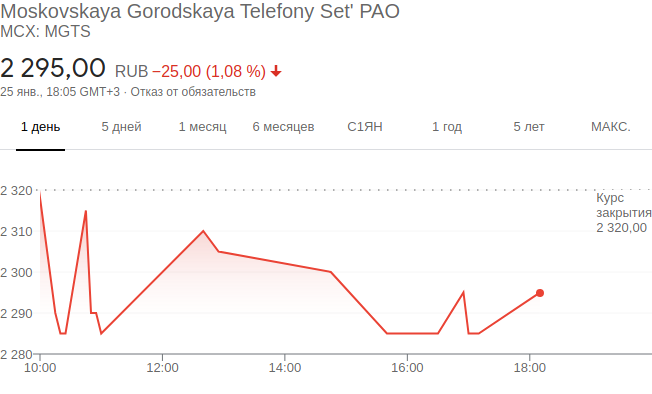 Moskovskaya Gorodskaya Telefony Set' PAO
MCX: MGTS
2 295,00 RUB −25,00 (1,08 %)
25 янв., 18:05 GMT+3 · Отказ от обязательств
1 день 5 дней 1 месяц 6 месяцев С1ЯН 1 год 5 лет МАКС.
2 320
Курс
закрытия
2 320,00
2 310
2 300
2 290
2 280
10:00 12:00 14:00 16:00 18:00